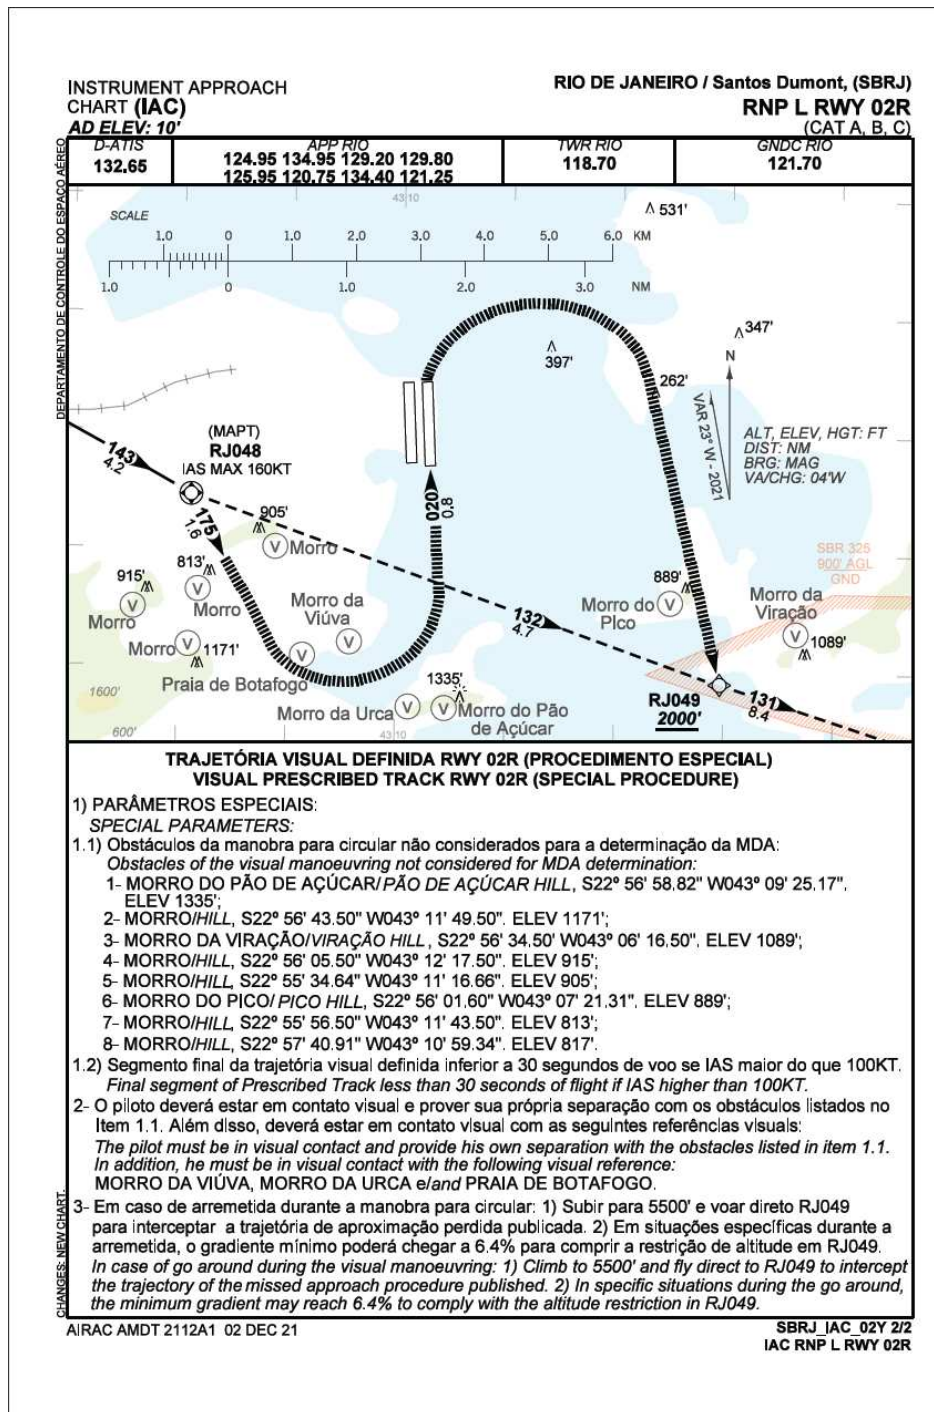 INSTRUMENT APPROACH
CHART (IAC)
AD ELEV: 10'
RIO DE JANEIRO / Santos Dumont, (SBRJ)
RNP L RWY 02R
(CAT A, B, C)
DEPARTAMENTO DE CONTROLE DO ESPAÇO AÉREO
D-ATIS
132.65
APP RIO
124.95 134.95 129.20 129.80
125.95 120.75 134.40 121.25
TWR RIO
118.70
GNDC RIO
121.70
43 10
531'
SCALE
1.0 0 1.0 2.0 3.0 4.0 5.0 6.0 KM
1.0 0 1.0 2.0 3.0 NM
347'
397'
N
262'
VAR 23° W - 2021
ALT, ELEV, HGT: FT
DIST: NM
BRG: MAG
VA/CHG: 04'W
143
4.2
(MAPT)
RJ048
IAS MAX 160KT
175
1.6
905'
Morro
020
0.8
SBR 325
900' AGL
GND
813'
915'
Morro
Morro
Morro da
Viúva
132
4.7
889'
Morro do
Pico
Morro da
Viração
1089'
Morro
1171'
Praia de Botafogo
1335'
1600'
Morro da Urca
Morro do Pão
de Açúcar
RJ049
2000'
131
8.4
600'
43 10
TRAJETÓRIA VISUAL DEFINIDA RWY 02R (PROCEDIMENTO ESPECIAL)
VISUAL PRESCRIBED TRACK RWY 02R (SPECIAL PROCEDURE)
1) PARÂMETROS ESPECIAIS:
SPECIAL PARAMETERS:
1.1) Obstáculos da manobra para circular não considerados para a determinação da MDA:
Obstacles of the visual manoeuvring not considered for MDA determination:
1- MORRO DO PÃO DE AÇÚCAR/PÃO DE AÇÚCAR HILL, S22º 56' 58.82" W043º 09' 25.17".
ELEV 1335';
2- MORRO/HILL, S22º 56' 43.50" W043º 11' 49.50". ELEV 1171';
3- MORRO DA VIRAÇÃO/VIRAÇÃO HILL, S22º 56' 34.50' W043º 06' 16.50". ELEV 1089';
4- MORRO/HILL, S22º 56' 05.50" W043º 12' 17.50". ELEV 915';
5- MORRO/HILL, S22º 55' 34.64" W043º 11' 16.66". ELEV 905';
6- MORRO DO PICO/PICO HILL, S22º 56' 01.60" W043º 07' 21.31". ELEV 889';
7- MORRO/HILL, S22º 55' 56.50" W043º 11' 43.50". ELEV 813';
8- MORRO/HILL, S22º 57' 40.91" W043º 10' 59.34". ELEV 817'.
1.2) Segmento final da trajetória visual definida inferior a 30 segundos de voo se IAS maior do que 100KT.
Final segment of Prescribed Track less than 30 seconds of flight if IAS higher than 100KT.
2- O piloto deverá estar em contato visual e prover sua própria separação com os obstáculos listados no
Item 1.1. Além disso, deverá estar em contato visual com as seguintes referências visuais:
The pilot must be in visual contact and provide his own separation with the obstacles listed in item 1.1.
In addition, he must be in visual contact with the following visual reference:
MORRO DA VIÚVA, MORRO DA URCA e/and PRAIA DE BOTAFOGO.
3- Em caso de arremetida durante a manobra para circular: 1) Subir para 5500' e voar direto RJ049
para interceptar a trajetória de aproximação perdida publicada. 2) Em situações específicas durante a
arremetida, o gradiente mínimo poderá chegar a 6.4% para comprir a restrição de altitude em RJ049.
In case of go around during the visual manoeuvring: 1) Climb to 5500' and fly direct to RJ049 to intercept
the trajectory of the missed approach procedure published. 2) In specific situations during the go around,
the minimum gradient may reach 6.4% to comply with the altitude restriction in RJ049.
CHANGES: NEW CHART.
AIRAC AMDT 2112A1 02 DEC 21
SBRJ_IAC_02Y 2/2
IAC RNP L RWY 02R